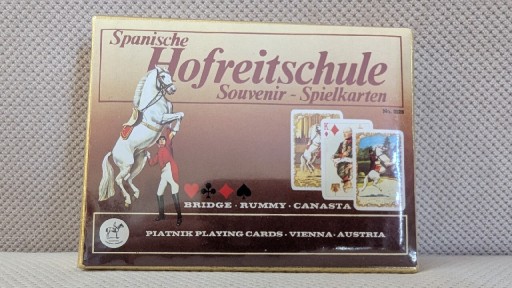 Spanische
Hofreitschule
Souvenir - Spielkarten
BRIDGE · RUMMY · CANASTA
PIATNIK PLAYING CARDS · VIENNA · AUSTRIA